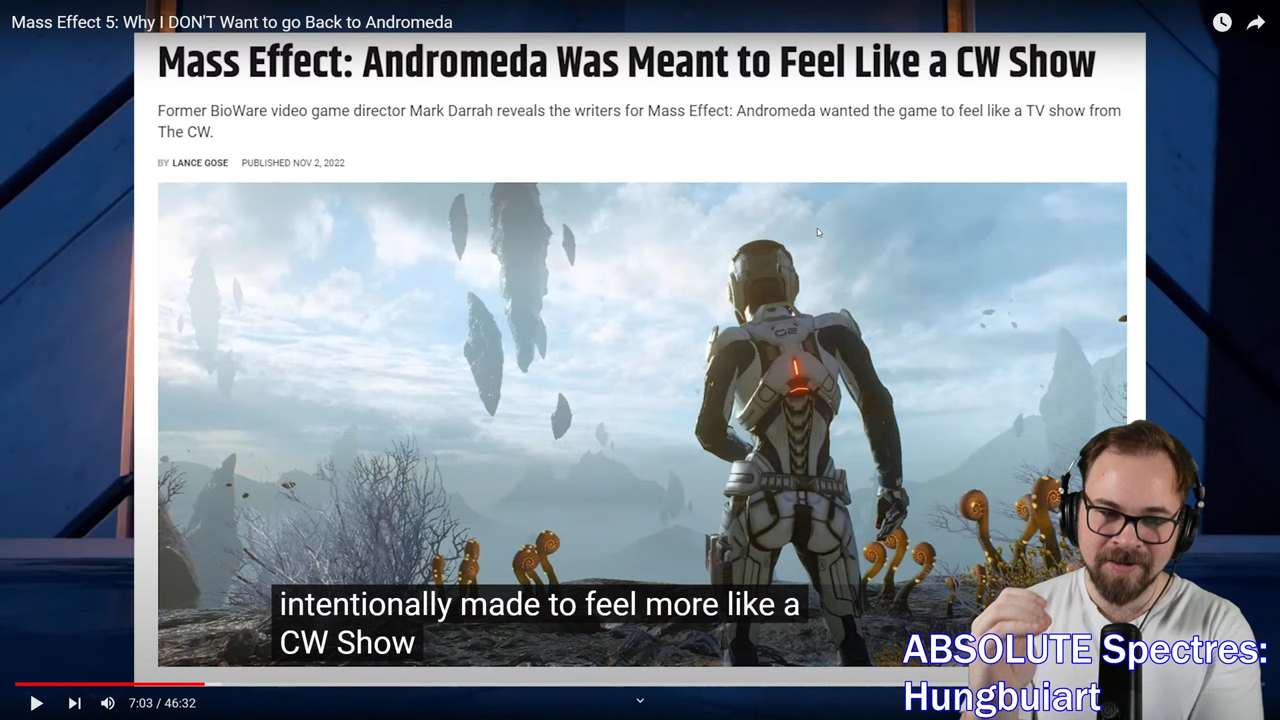 Mass Effect 5: Why I DON'T Want to go Back to Andromeda
Mass Effect: Andromeda Was Meant to Feel Like a CW Show
Former BioWare video game director Mark Darrah reveals the writers for Mass Effect: Andromeda wanted the game to feel like a TV show from
The CW.
BY LANCE GOSE PUBLISHED NOV 2, 2022
intentionally made to feel more like a
CW Show
ABSOLUTE Spectres:
Hungbuiart
7:03 / 46:32